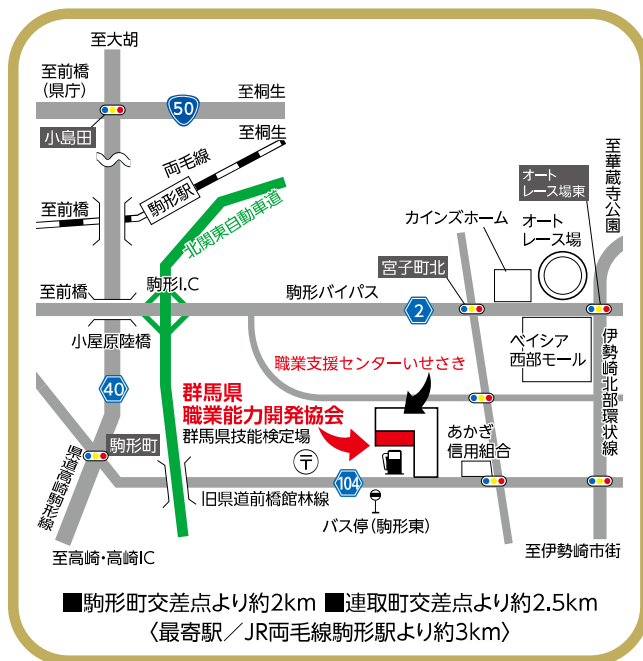 至大胡
至前橋
(県庁)
至桐生
50
小島田
至桐生
両毛線
駒形駅
至前橋
北関東自動車道
至華蔵寺公園
オート
レース場東
オート
レース場
カインズホーム
宮子町北
駒形I.C
至前橋
駒形バイパス
2
小屋原陸橋
ベイシア
西部モール
伊勢崎北部環状線
職業支援センターいせさき
40
群馬県
職業能力開発協会
群馬県技能検定場
あかぎ
信用組合
駒形町
県道高崎駒形線
〒
104
旧県道前橋館林線
バス停(駒形東)
至高崎・高崎IC
至伊勢崎市街
■駒形町交差点より約2km ■連取町交差点より約2.5km
〈最寄駅/JR両毛線駒形駅より約3km〉